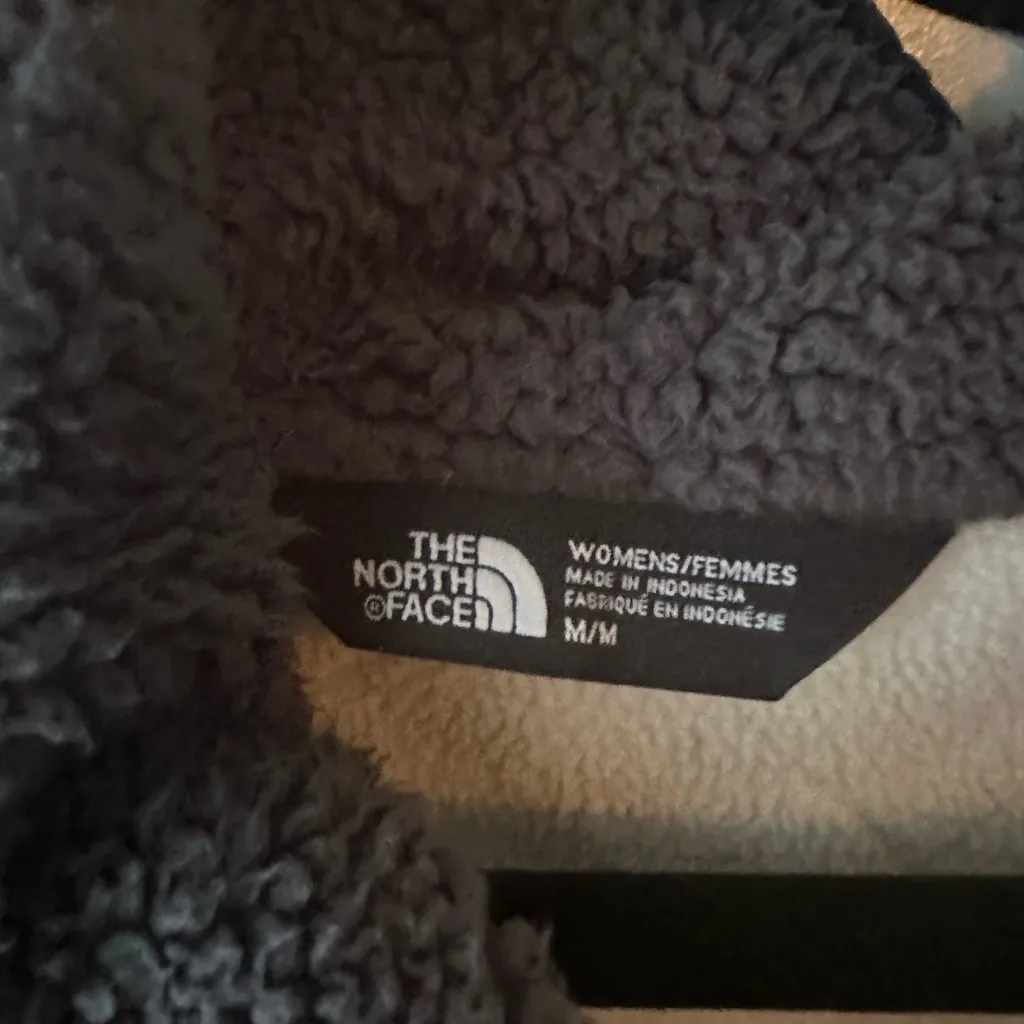 THE
NORTH
®FACE
WOMENS/FEMMES
MADE IN INDONESIA
FABRIQUÉ EN INDONÉSIE
M/M